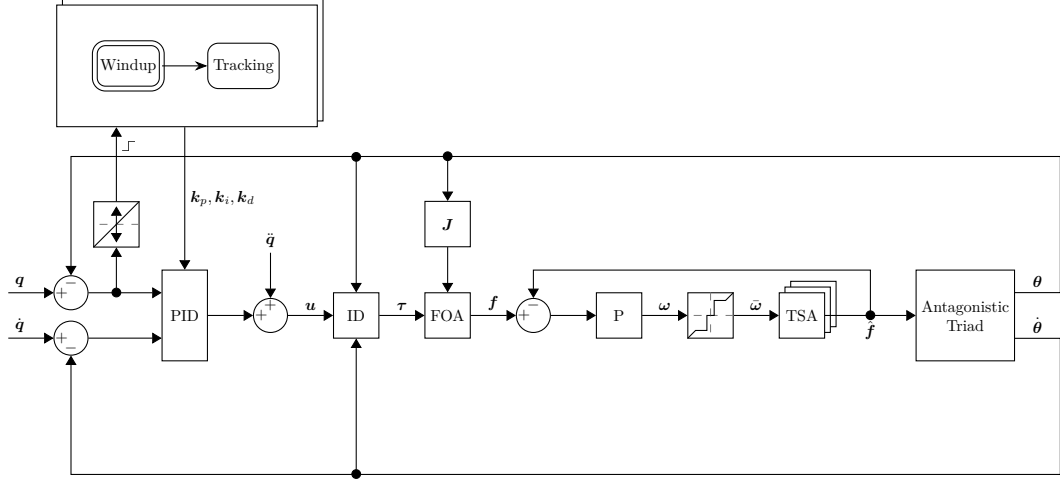 Windup
Tracking
k_p, k_i, k_d
J
q̈
θ
q
−
+
PID
+
+
u
ID
τ
FOA
f
−
+
P
ω
ω̄
TSA
f̂
Antagonistic
Triad
q̇
+
−
θ̇